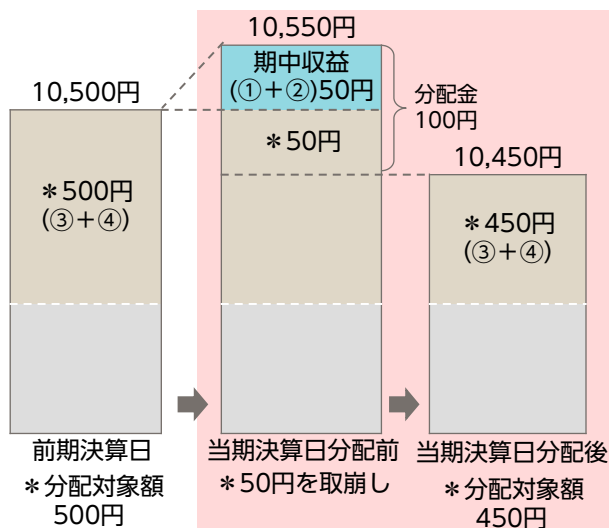 10,550円
期中収益
(①+②)50円
分配金
100円
10,500円
*50円
10,450円
*500円
(③+④)
*450円
(③+④)
前期決算日
当期決算日分配前
当期決算日分配後
*分配対象額
500円
*50円を取崩し
*分配対象額
450円